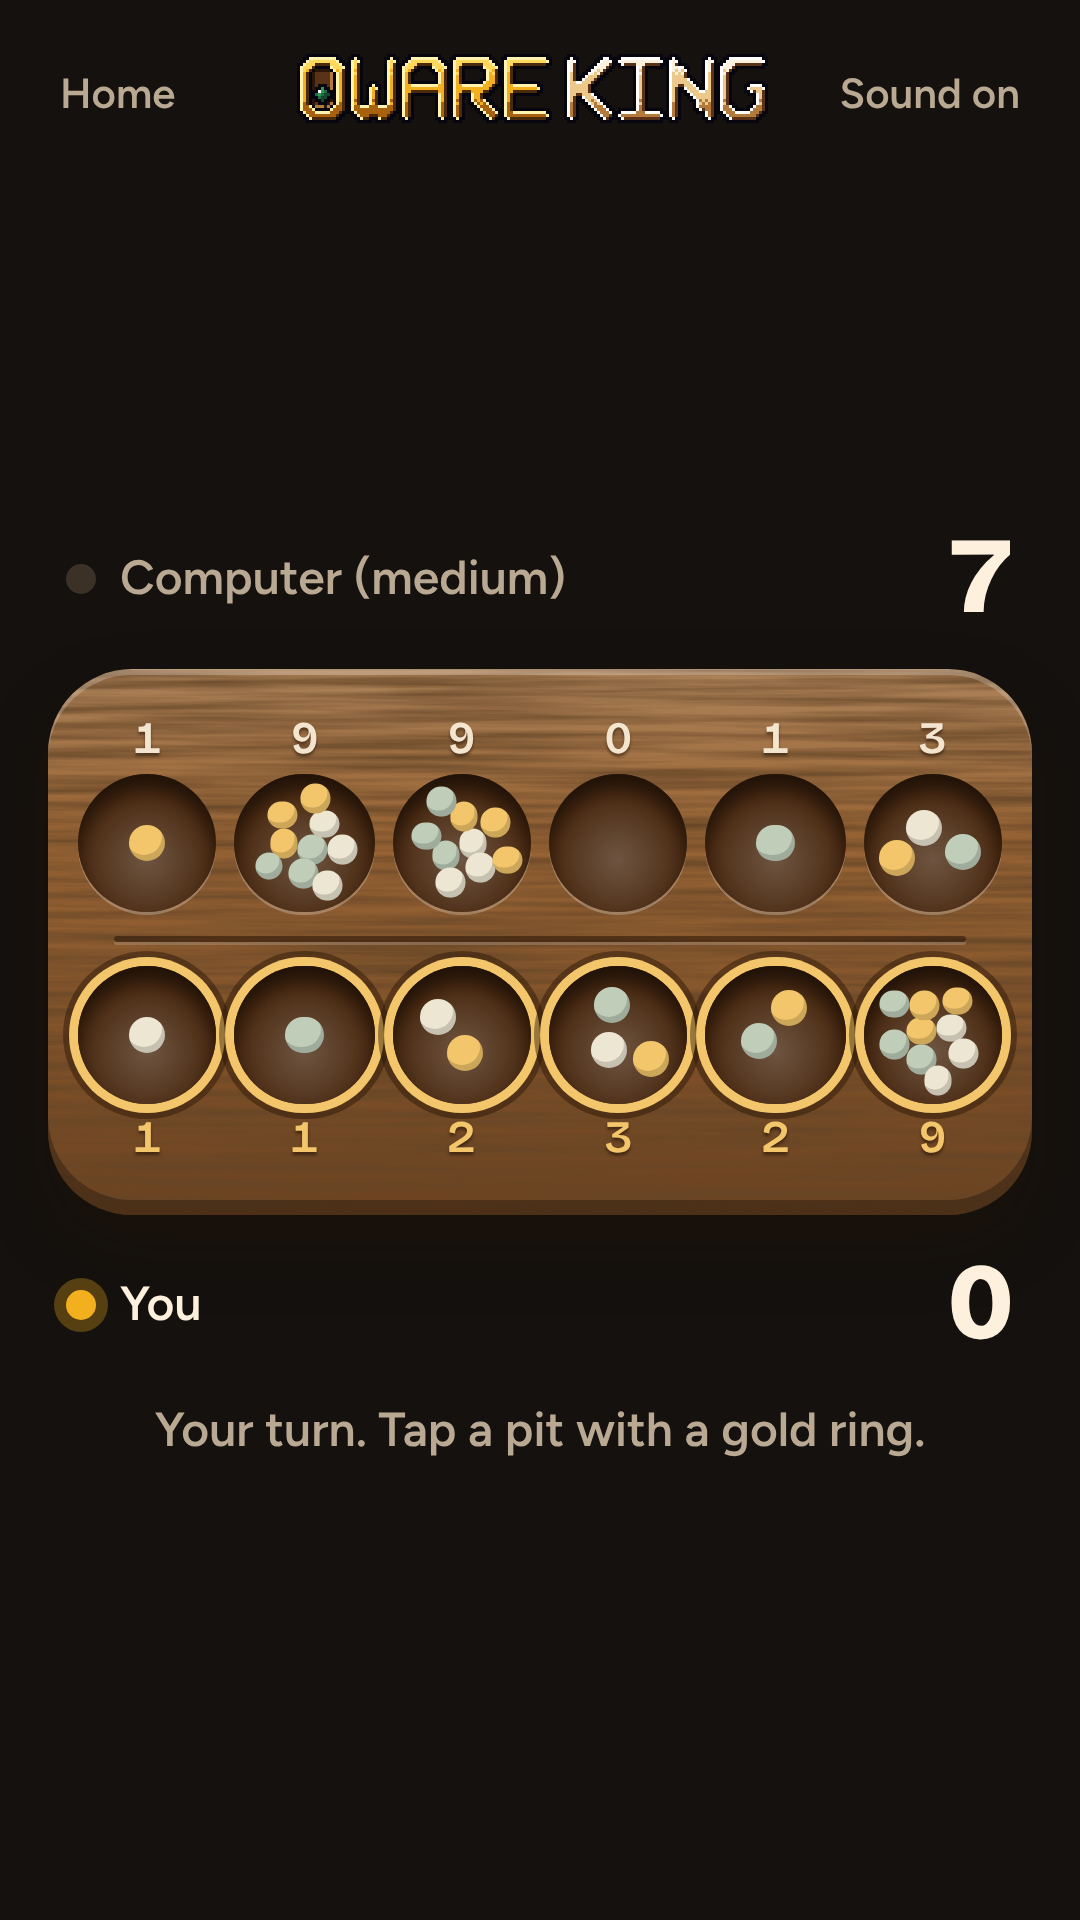 Home OWARE KING Sound on
Computer (medium) 7
1 9 9 0 1 3
1 1 2 3 2 9
You 0
Your turn. Tap a pit with a gold ring.